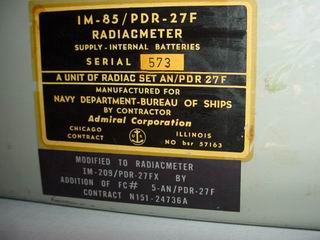 IM-85/PDR-27F
RADIACMETER
SUPPLY-INTERNAL BATTERIES
SERIAL 573
A UNIT OF RADIAC SET AN/PDR 27F
MANUFACTURED FOR
NAVY DEPARTMENT-BUREAU OF SHIPS
BY CONTRACTOR
Admiral Corporation
CHICAGO ILLINOIS
CONTRACT NO bsr 57163
MODIFIED TO RADIACMETER
IM-209/PDR-27FX BY
ADDITION OF FC# 5-AN/PDR-27F
CONTRACT N151-24736A